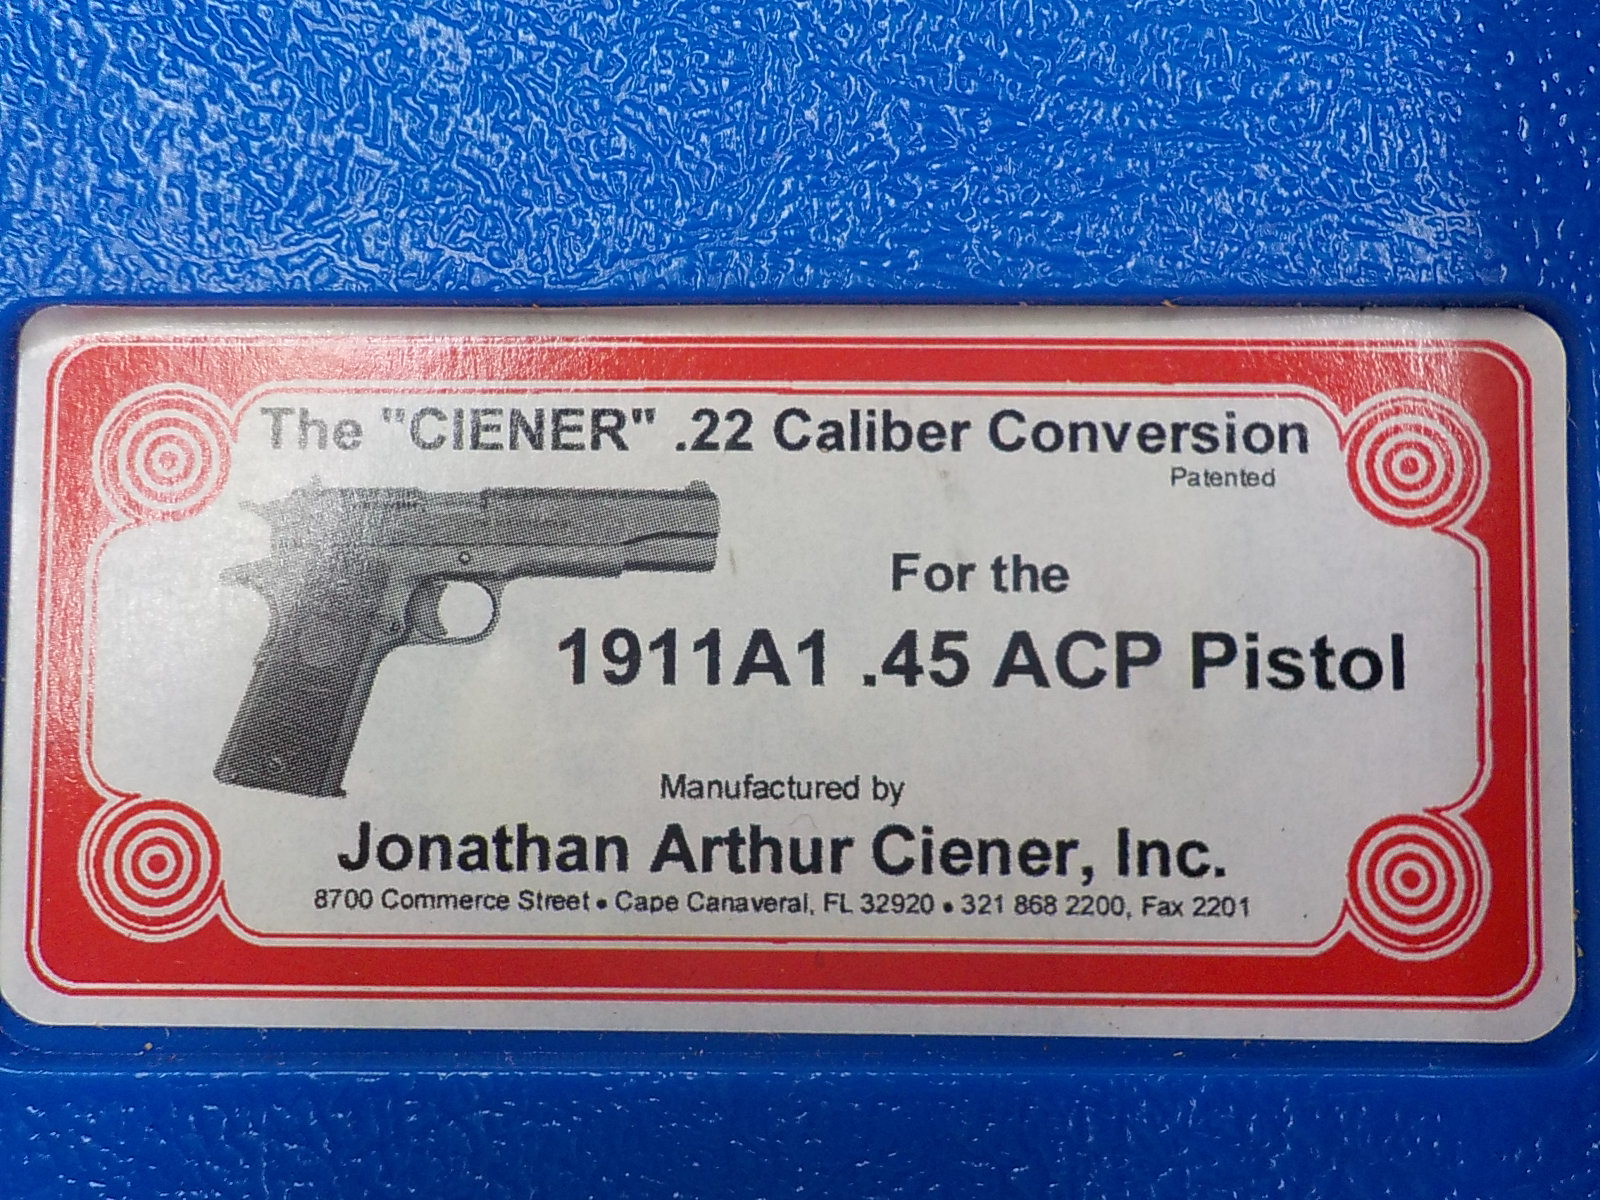 The "CIENER" .22 Caliber Conversion
Patented
For the
1911A1 .45 ACP Pistol
Manufactured by
Jonathan Arthur Ciener, Inc.
8700 Commerce Street • Cape Canaveral, FL 32920 • 321 868 2200, Fax 2201